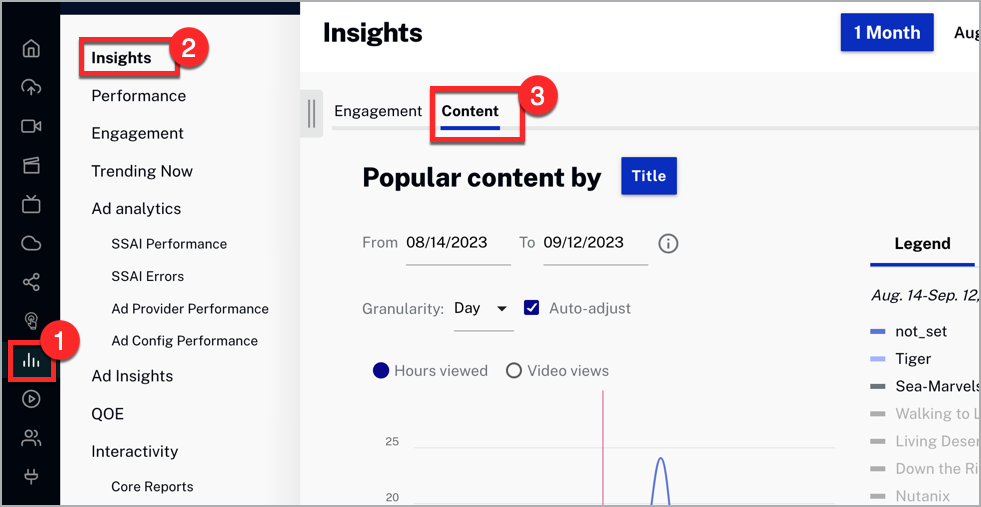 Insights
1 Month
Aug
Insights
2
Performance
Engagement
Trending Now
Ad analytics
SSAI Performance
SSAI Errors
Ad Provider Performance
Ad Config Performance
1
Ad Insights
QOE
Interactivity
Core Reports
Engagement
Content
3
Popular content by
Title
From 08/14/2023 To 09/12/2023
Granularity: Day Auto-adjust
Hours viewed Video views
25
20
Legend
Aug. 14-Sep. 12,
not_set
Tiger
Sea-Marvels
Walking to L
Living Deser
Down the Ri
Nutanix